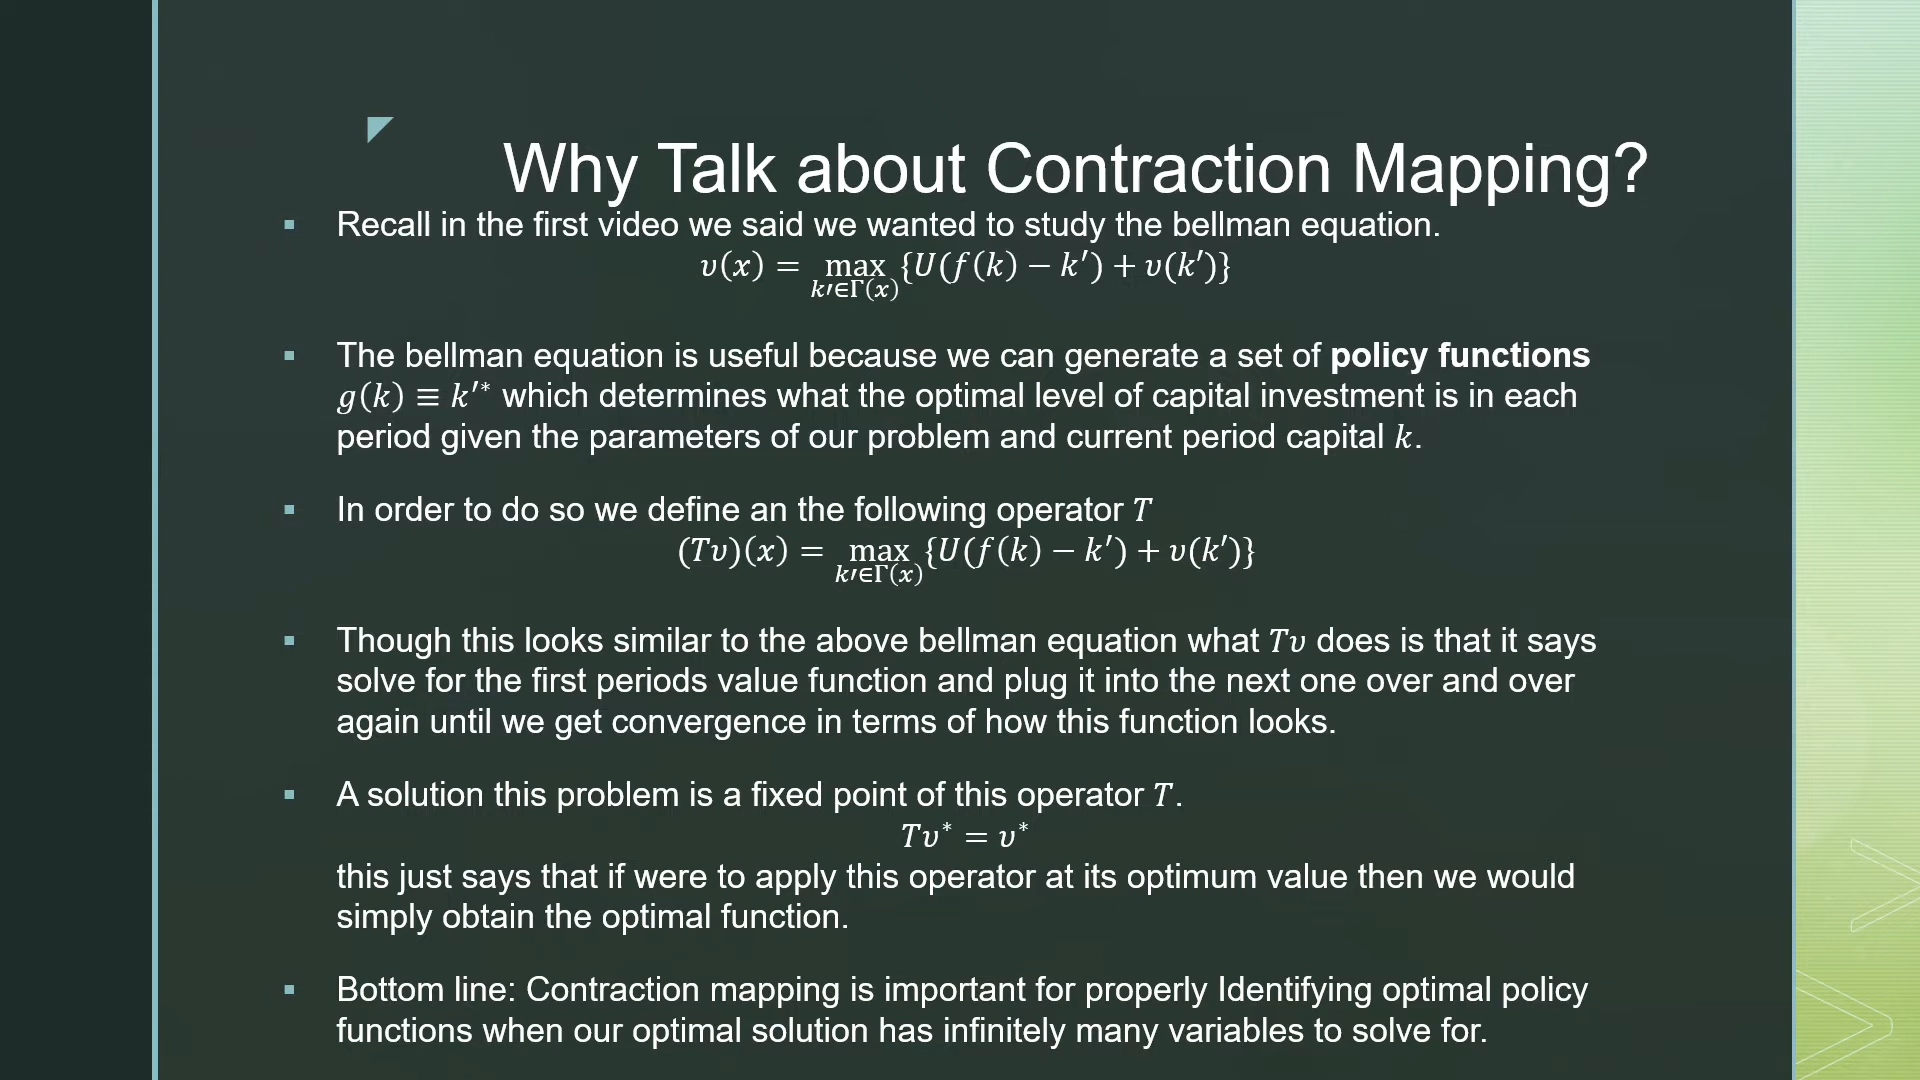 Why Talk about Contraction Mapping?
▪ Recall in the first video we said we wanted to study the bellman equation.
υ(x) = max {U(f(k) − k′) + υ(k′)}
k′∈Γ(x)
▪ The bellman equation is useful because we can generate a set of policy functions
g(k) ≡ k′* which determines what the optimal level of capital investment is in each
period given the parameters of our problem and current period capital k.
▪ In order to do so we define an the following operator T
(Tυ)(x) = max {U(f(k) − k′) + υ(k′)}
k′∈Γ(x)
▪ Though this looks similar to the above bellman equation what Tυ does is that it says
solve for the first periods value function and plug it into the next one over and over
again until we get convergence in terms of how this function looks.
▪ A solution this problem is a fixed point of this operator T.
Tυ* = υ*
this just says that if were to apply this operator at its optimum value then we would
simply obtain the optimal function.
▪ Bottom line: Contraction mapping is important for properly Identifying optimal policy
functions when our optimal solution has infinitely many variables to solve for.